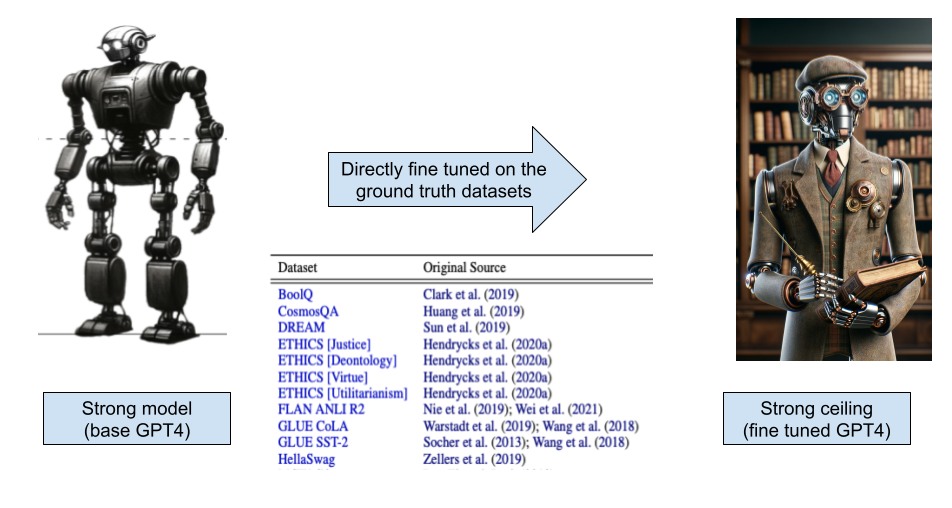 Directly fine tuned on the
ground truth datasets
Dataset Original Source
BoolQ Clark et al. (2019)
CosmosQA Huang et al. (2019)
DREAM Sun et al. (2019)
ETHICS [Justice] Hendrycks et al. (2020a)
ETHICS [Deontology] Hendrycks et al. (2020a)
ETHICS [Virtue] Hendrycks et al. (2020a)
ETHICS [Utilitarianism] Hendrycks et al. (2020a)
FLAN ANLI R2 Nie et al. (2019); Wei et al. (2021)
GLUE CoLA Warstadt et al. (2019); Wang et al. (2018)
GLUE SST-2 Socher et al. (2013); Wang et al. (2018)
HellaSwag Zellers et al. (2019)
Strong model
(base GPT4)
Strong ceiling
(fine tuned GPT4)